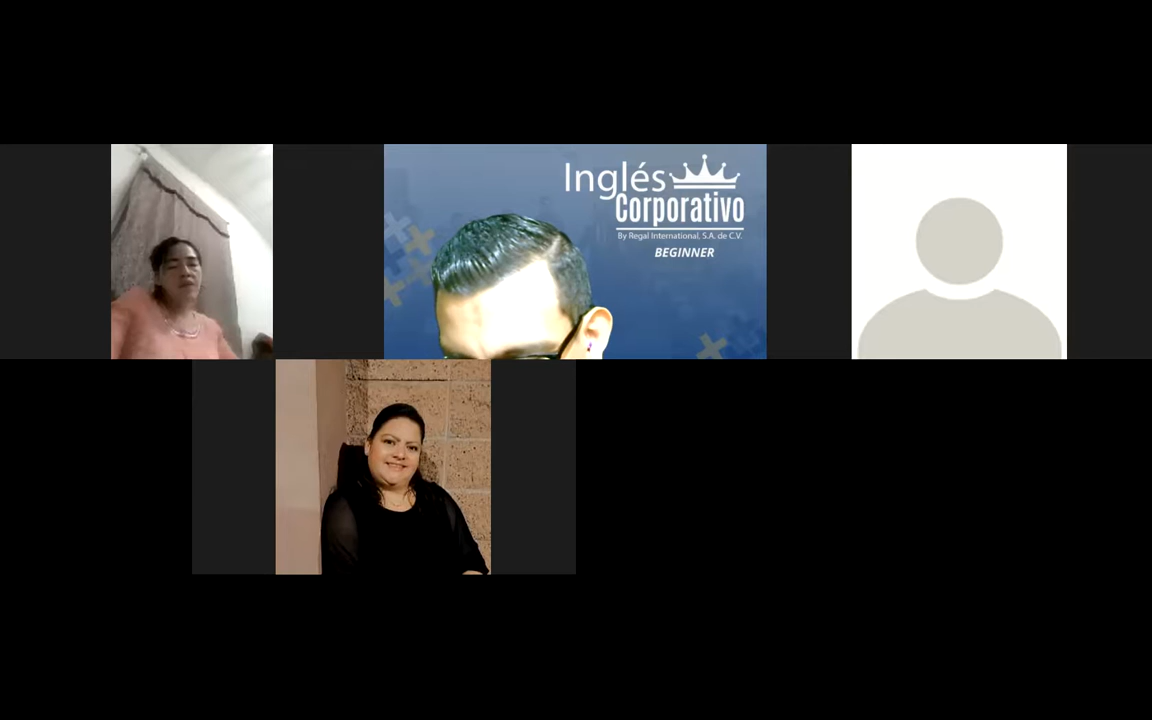 Inglés
Corporativo
By Regal International, S.A. de C.V.
BEGINNER